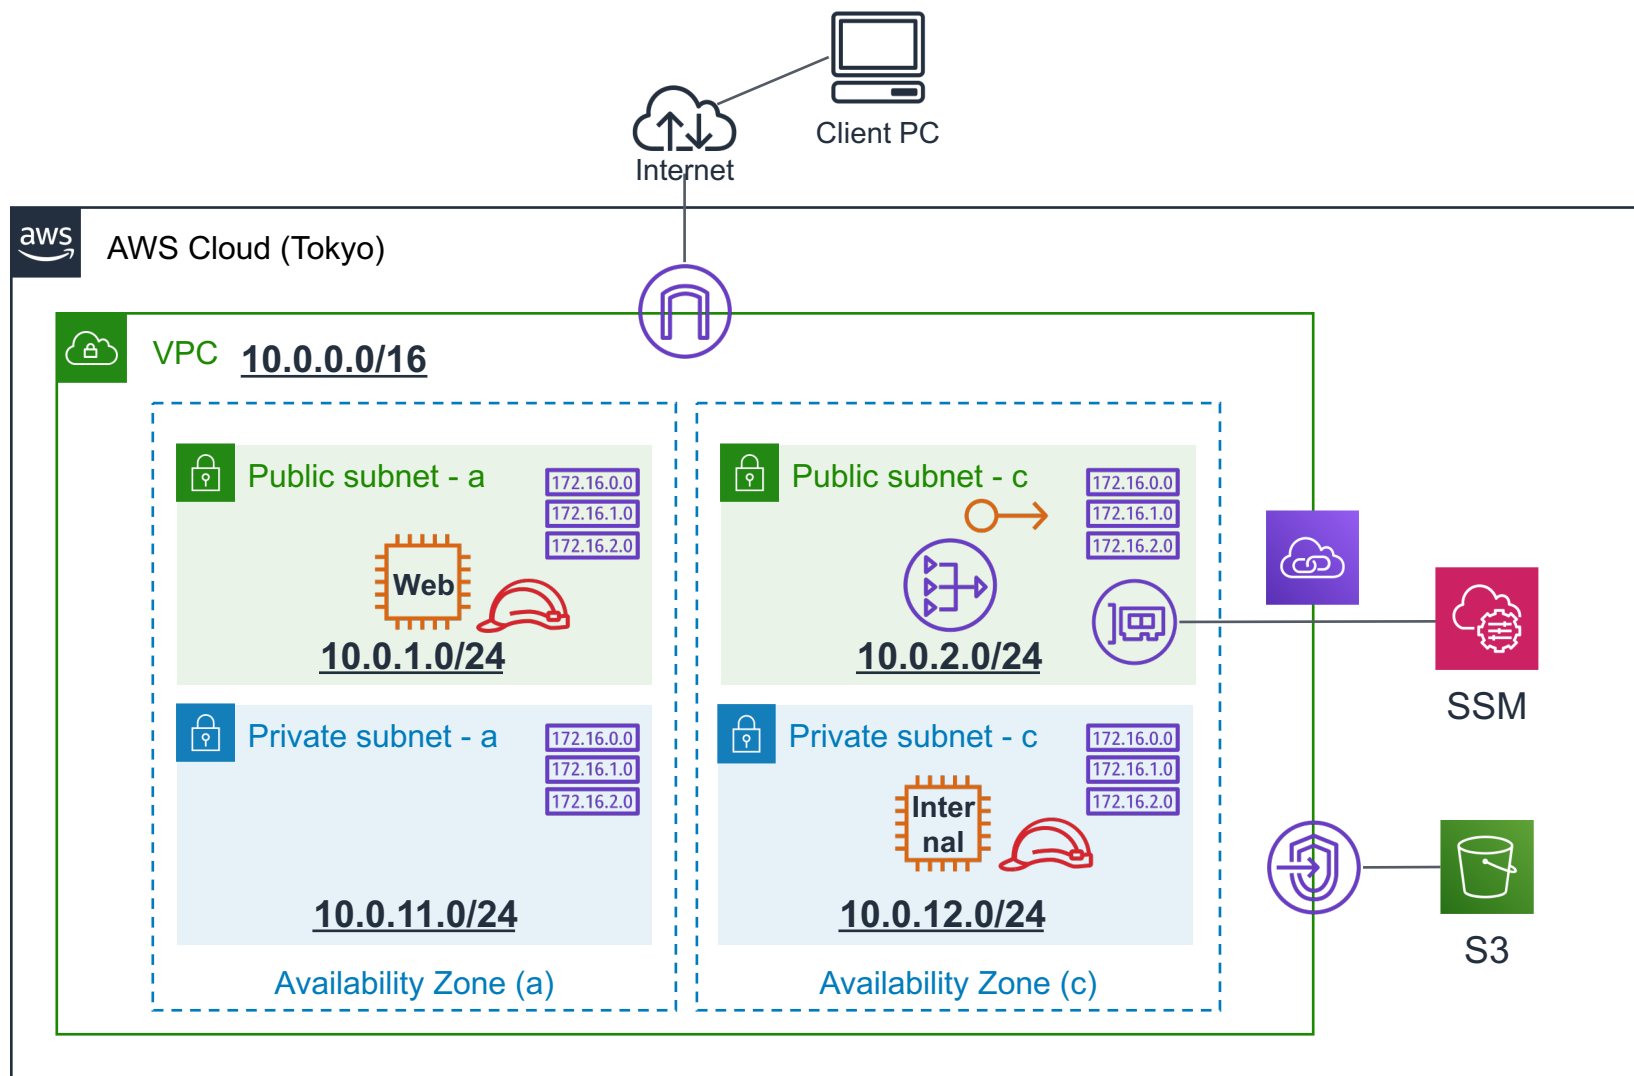 Client PC
Internet
aws
AWS Cloud (Tokyo)
VPC
10.0.0.0/16
Public subnet - a
172.16.0.0
172.16.1.0
172.16.2.0
Web
10.0.1.0/24
Public subnet - c
172.16.0.0
172.16.1.0
172.16.2.0
10.0.2.0/24
SSM
Private subnet - a
172.16.0.0
172.16.1.0
172.16.2.0
10.0.11.0/24
Private subnet - c
172.16.0.0
172.16.1.0
172.16.2.0
Inter
nal
10.0.12.0/24
S3
Availability Zone (a)
Availability Zone (c)